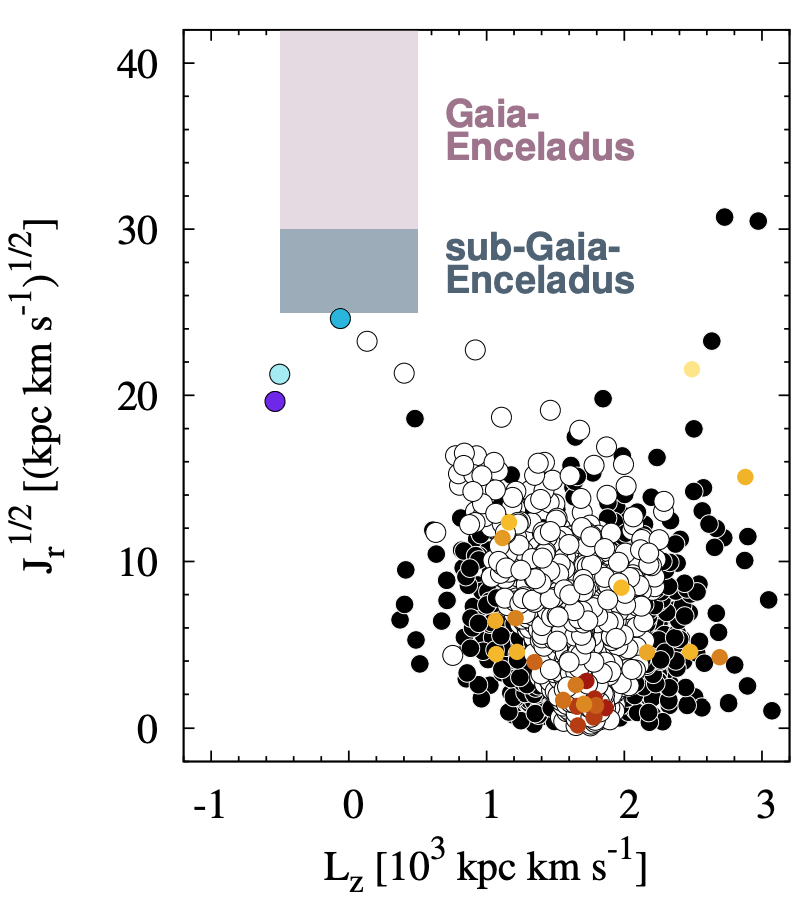 40
Gaia-
Enceladus
30
sub-Gaia-
Enceladus
20
10
0
J_r^{1/2} [(kpc km s^{-1})^{1/2}]
-1 0 1 2 3
L_z [10^3 kpc km s^{-1}]